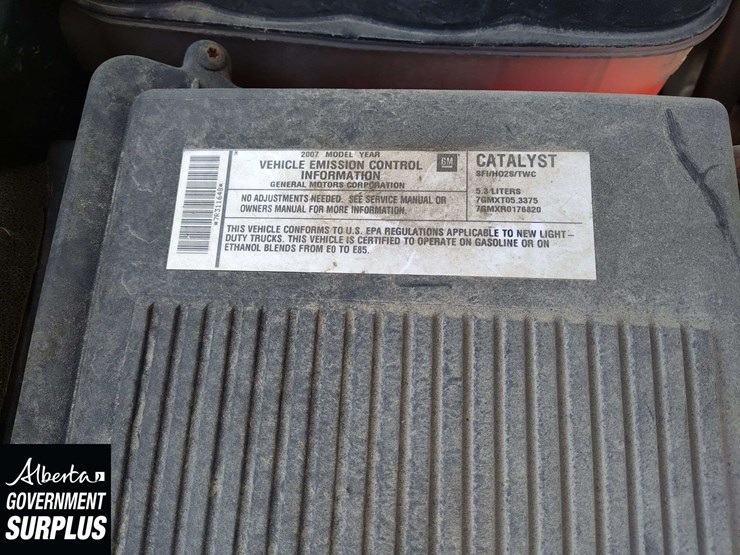 2007 MODEL YEAR
VEHICLE EMISSION CONTROL
INFORMATION
GENERAL MOTORS CORPORATION
GM
NO ADJUSTMENTS NEEDED. SEE SERVICE MANUAL OR
OWNERS MANUAL FOR MORE INFORMATION.
CATALYST
SFI/HO2S/TWC
5.3 LITERS
7GMXT05.3375
7GMXR0176820
THIS VEHICLE CONFORMS TO U.S. EPA REGULATIONS APPLICABLE TO NEW LIGHT-
DUTY TRUCKS. THIS VEHICLE IS CERTIFIED TO OPERATE ON GASOLINE OR ON
ETHANOL BLENDS FROM E0 TO E85.
Alberta
GOVERNMENT
SURPLUS